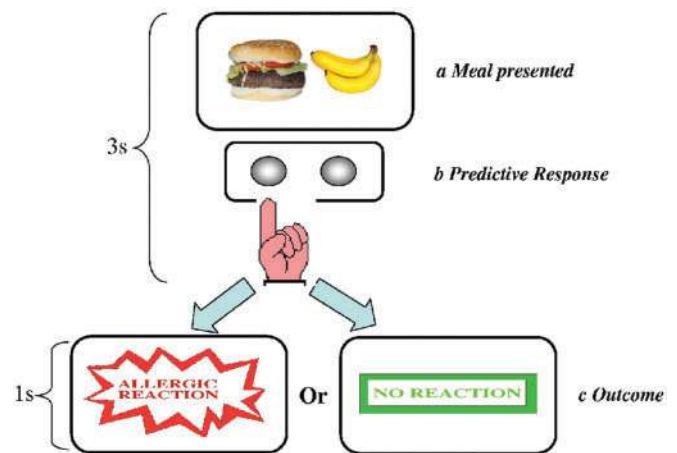 a Meal presented
3s
b Predictive Response
ALLERGIC
REACTION
NO REACTION
1s
Or
c Outcome